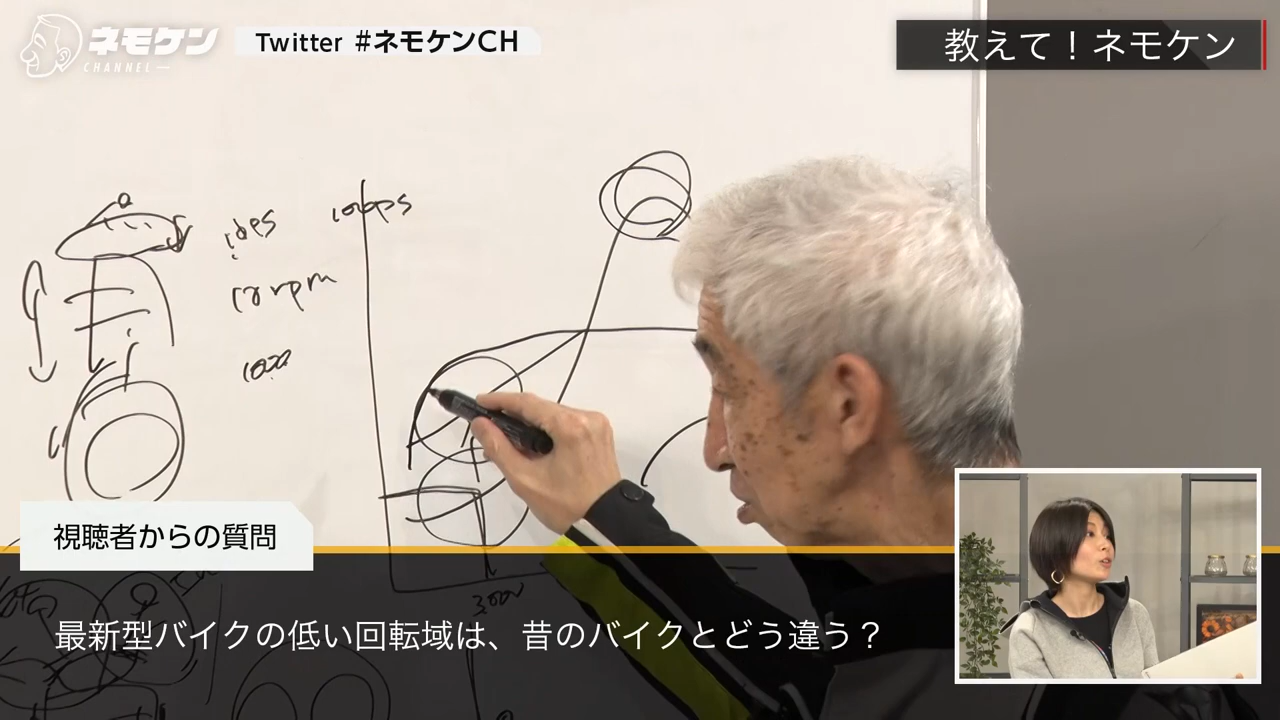 ネモケン
CHANNEL
Twitter #ネモケンCH
教えて！ネモケン
視聴者からの質問
最新型バイクの低い回転域は、昔のバイクとどう違う？